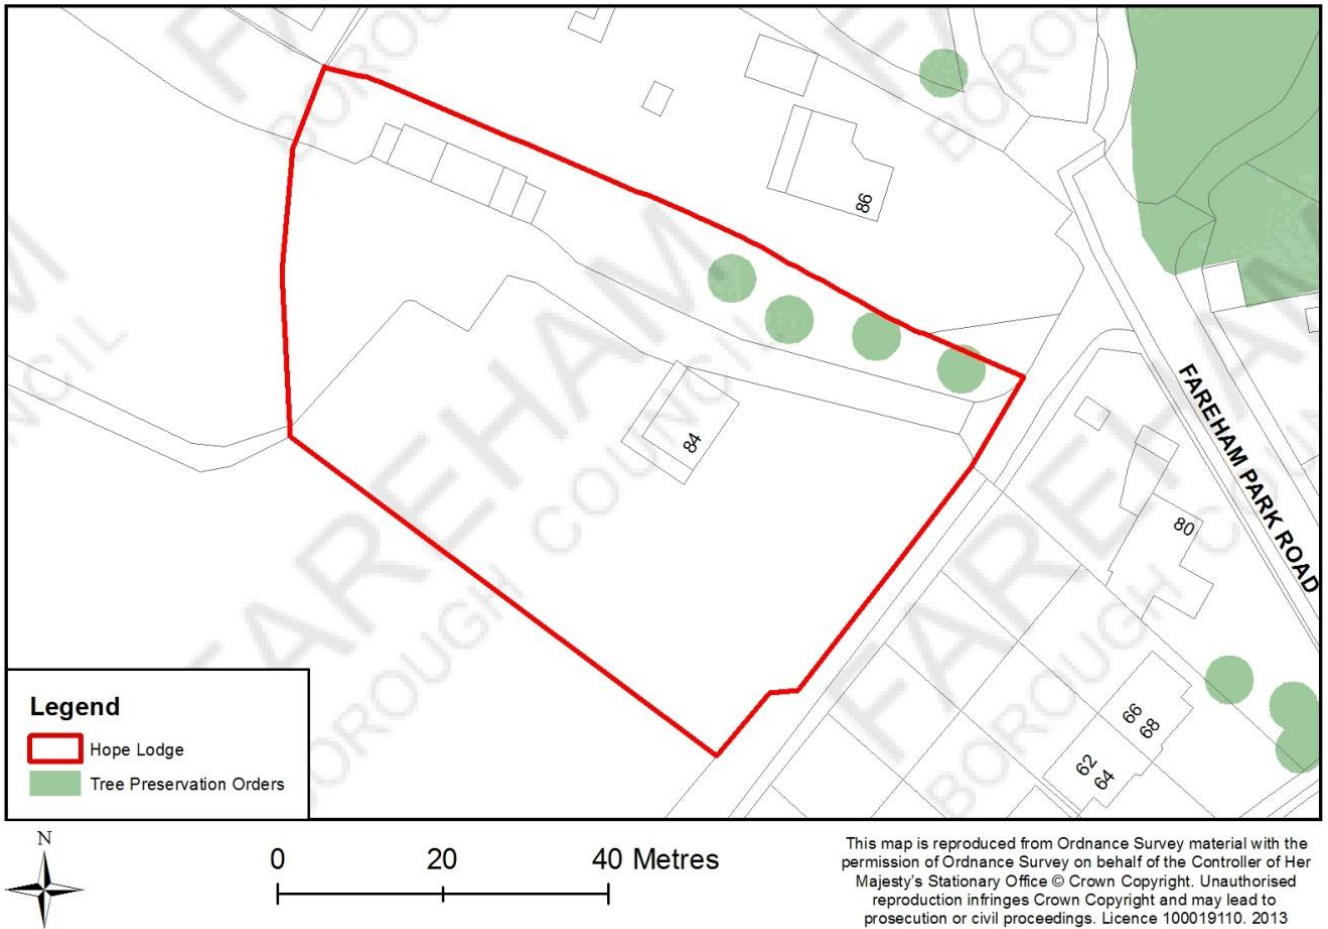 FAREHAM
BOROUGH
COUNCIL
FAREHAM
BOROUGH
COUNCIL
86
84
80
66
68
62
64
FAREHAM PARK ROAD
Legend
Hope Lodge
Tree Preservation Orders
N
0 20 40 Metres
This map is reproduced from Ordnance Survey material with the
permission of Ordnance Survey on behalf of the Controller of Her
Majesty's Stationary Office © Crown Copyright. Unauthorised
reproduction infringes Crown Copyright and may lead to
prosecution or civil proceedings. Licence 100019110. 2013